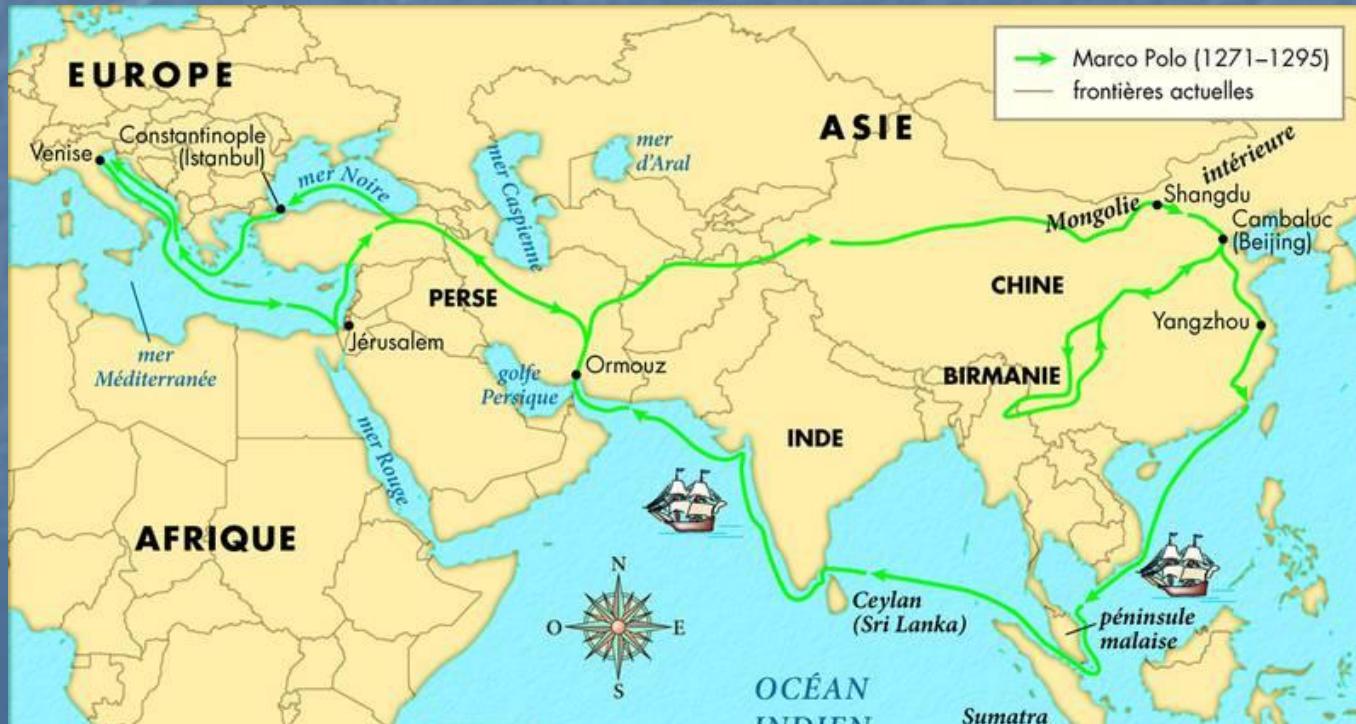 Marco Polo (1271–1295)
frontières actuelles
EUROPE
ASIE
Constantinople
(Istanbul)
Venise
mer Noire
mer Caspienne
mer
d'Aral
intérieure
Mongolie
Shangdu
Cambaluc
(Beijing)
PERSE
CHINE
Jérusalem
Yangzhou
mer
Méditerranée
golfe
Persique
Ormouz
BIRMANIE
INDE
mer Rouge
AFRIQUE
N
O
E
S
Ceylan
(Sri Lanka)
péninsule
malaise
OCÉAN
INDIEN
Sumatra